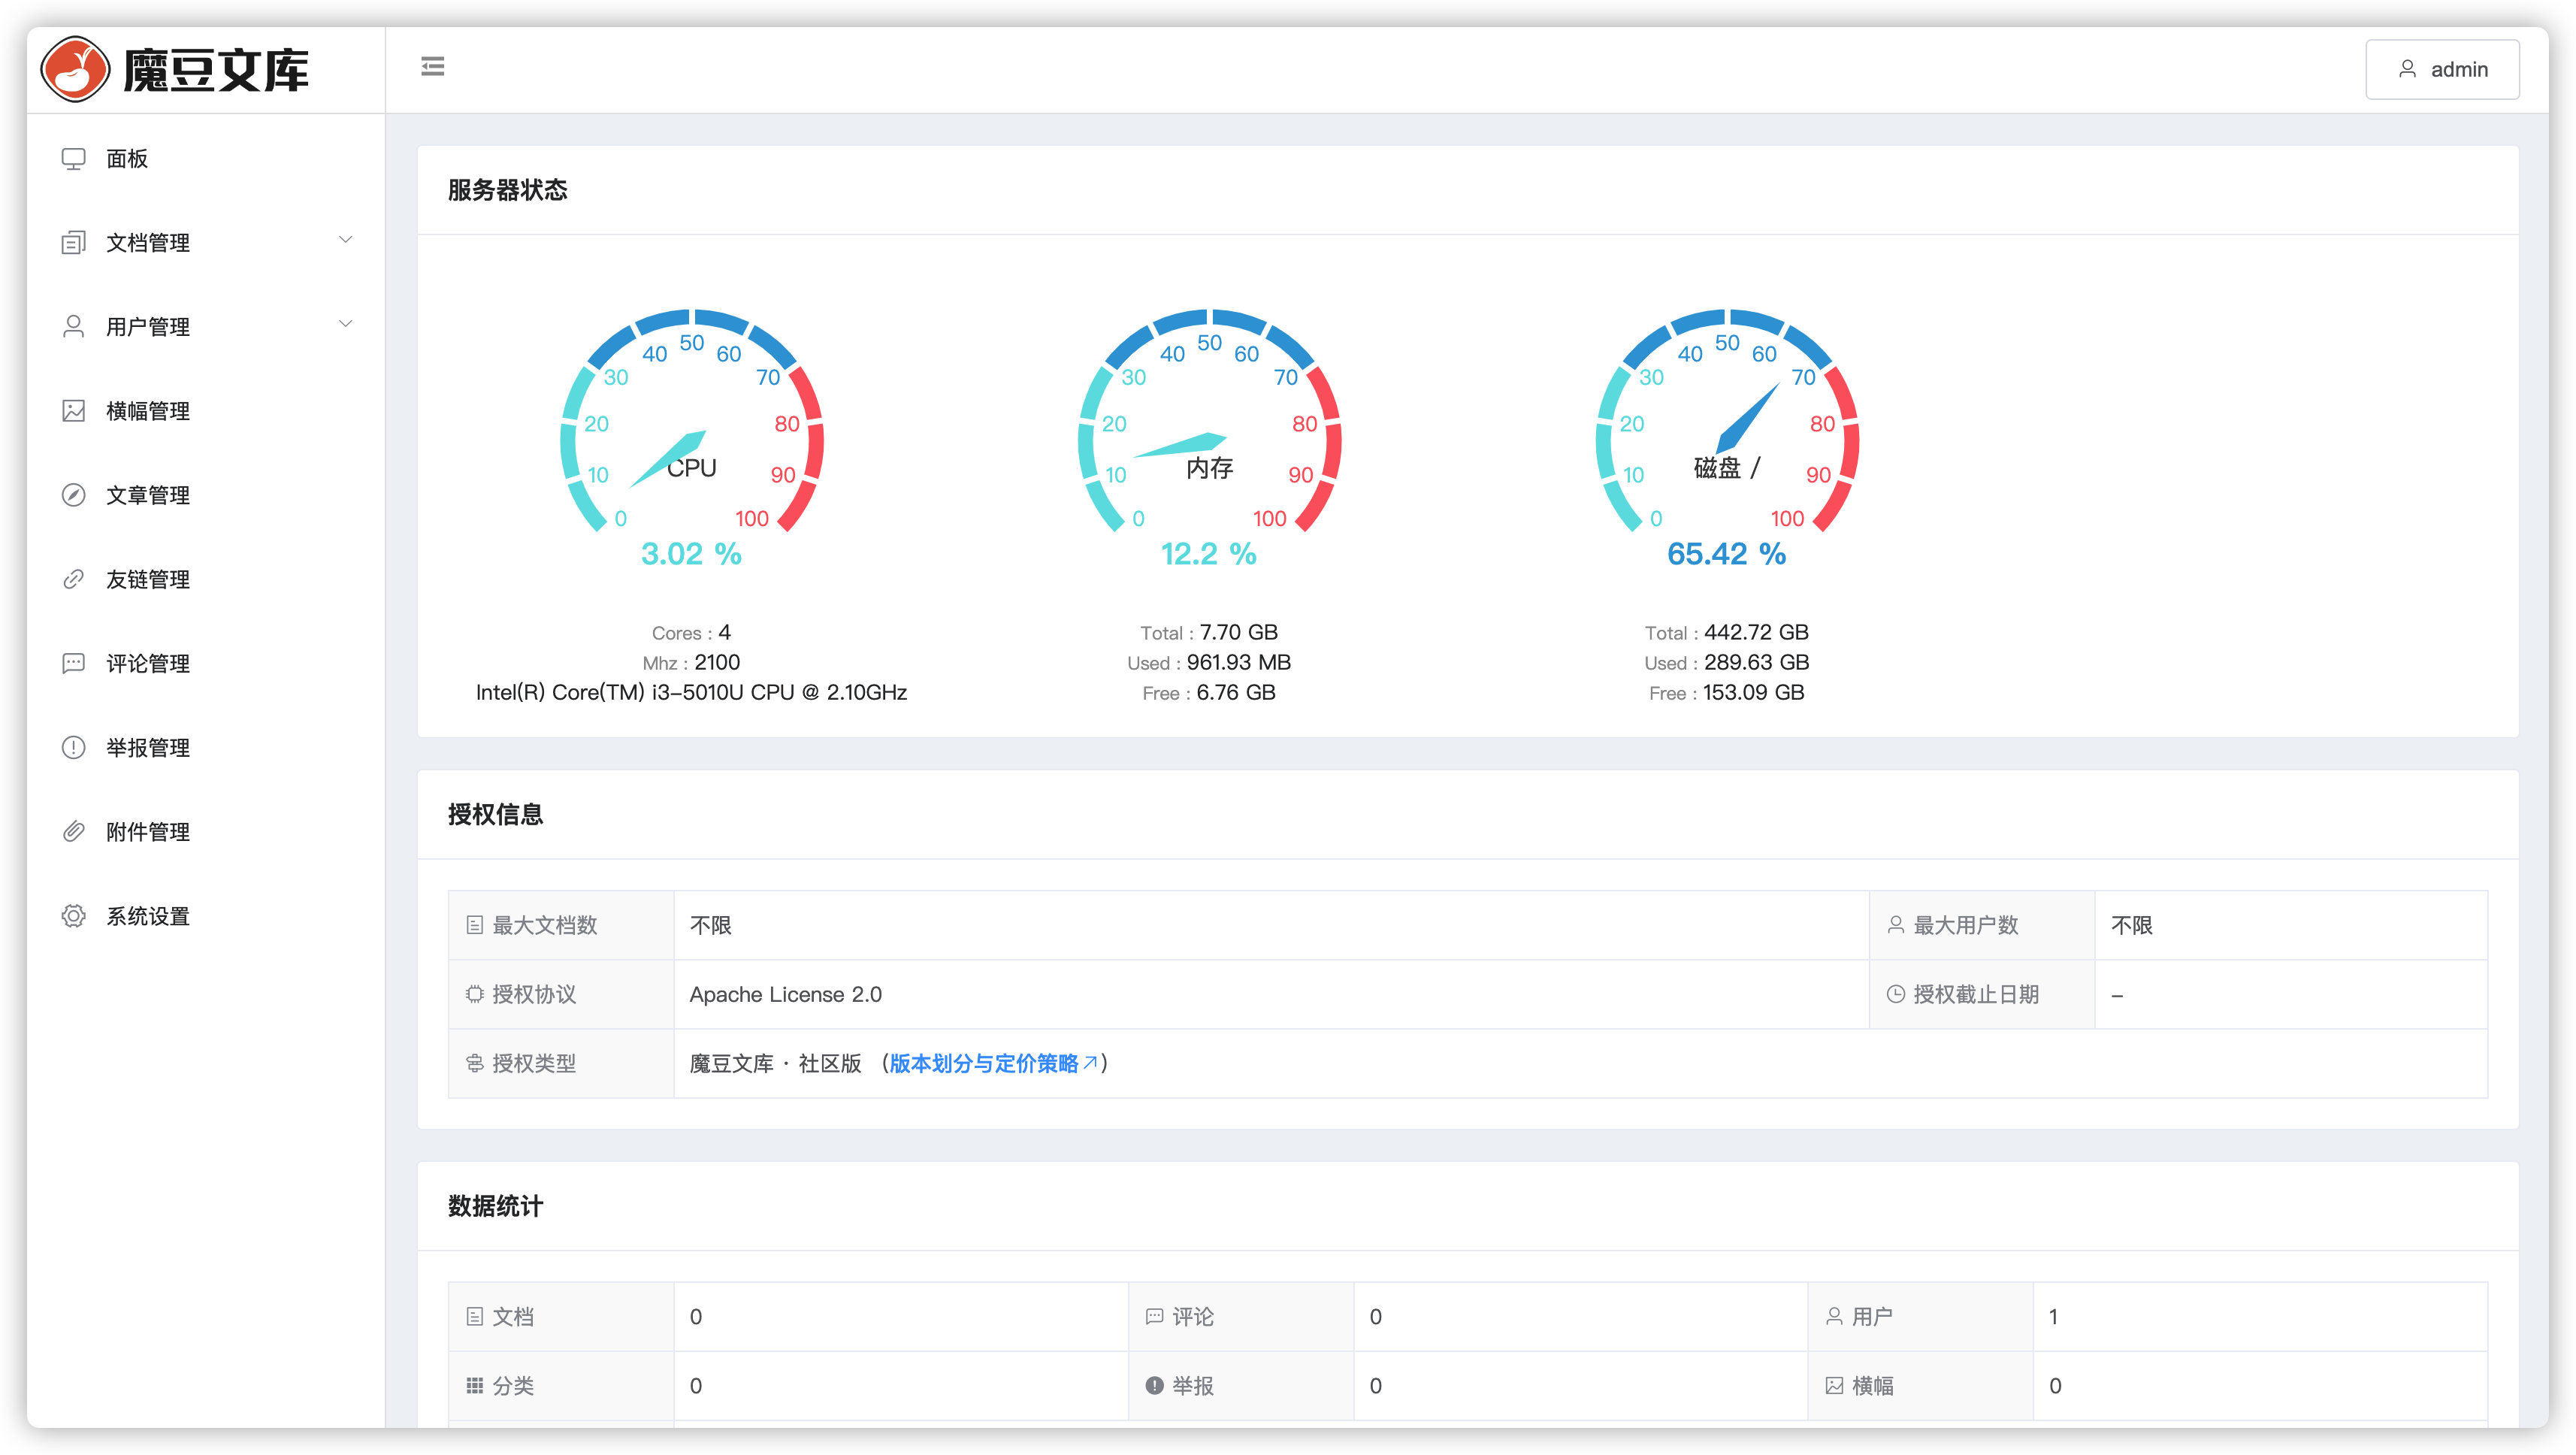 魔豆文库
admin
面板
文档管理
用户管理
横幅管理
文章管理
友链管理
评论管理
举报管理
附件管理
系统设置
服务器状态
0 10 20 30 40 50 60 70 80 90 100
CPU
3.02 %
Cores : 4
Mhz : 2100
Intel(R) Core(TM) i3-5010U CPU @ 2.10GHz
0 10 20 30 40 50 60 70 80 90 100
内存
12.2 %
Total : 7.70 GB
Used : 961.93 MB
Free : 6.76 GB
0 10 20 30 40 50 60 70 80 90 100
磁盘 /
65.42 %
Total : 442.72 GB
Used : 289.63 GB
Free : 153.09 GB
授权信息
最大文档数 不限 最大用户数 不限
授权协议 Apache License 2.0 授权截止日期 -
授权类型 魔豆文库 · 社区版 （版本划分与定价策略）
数据统计
文档 0 评论 0 用户 1
分类 0 举报 0 横幅 0